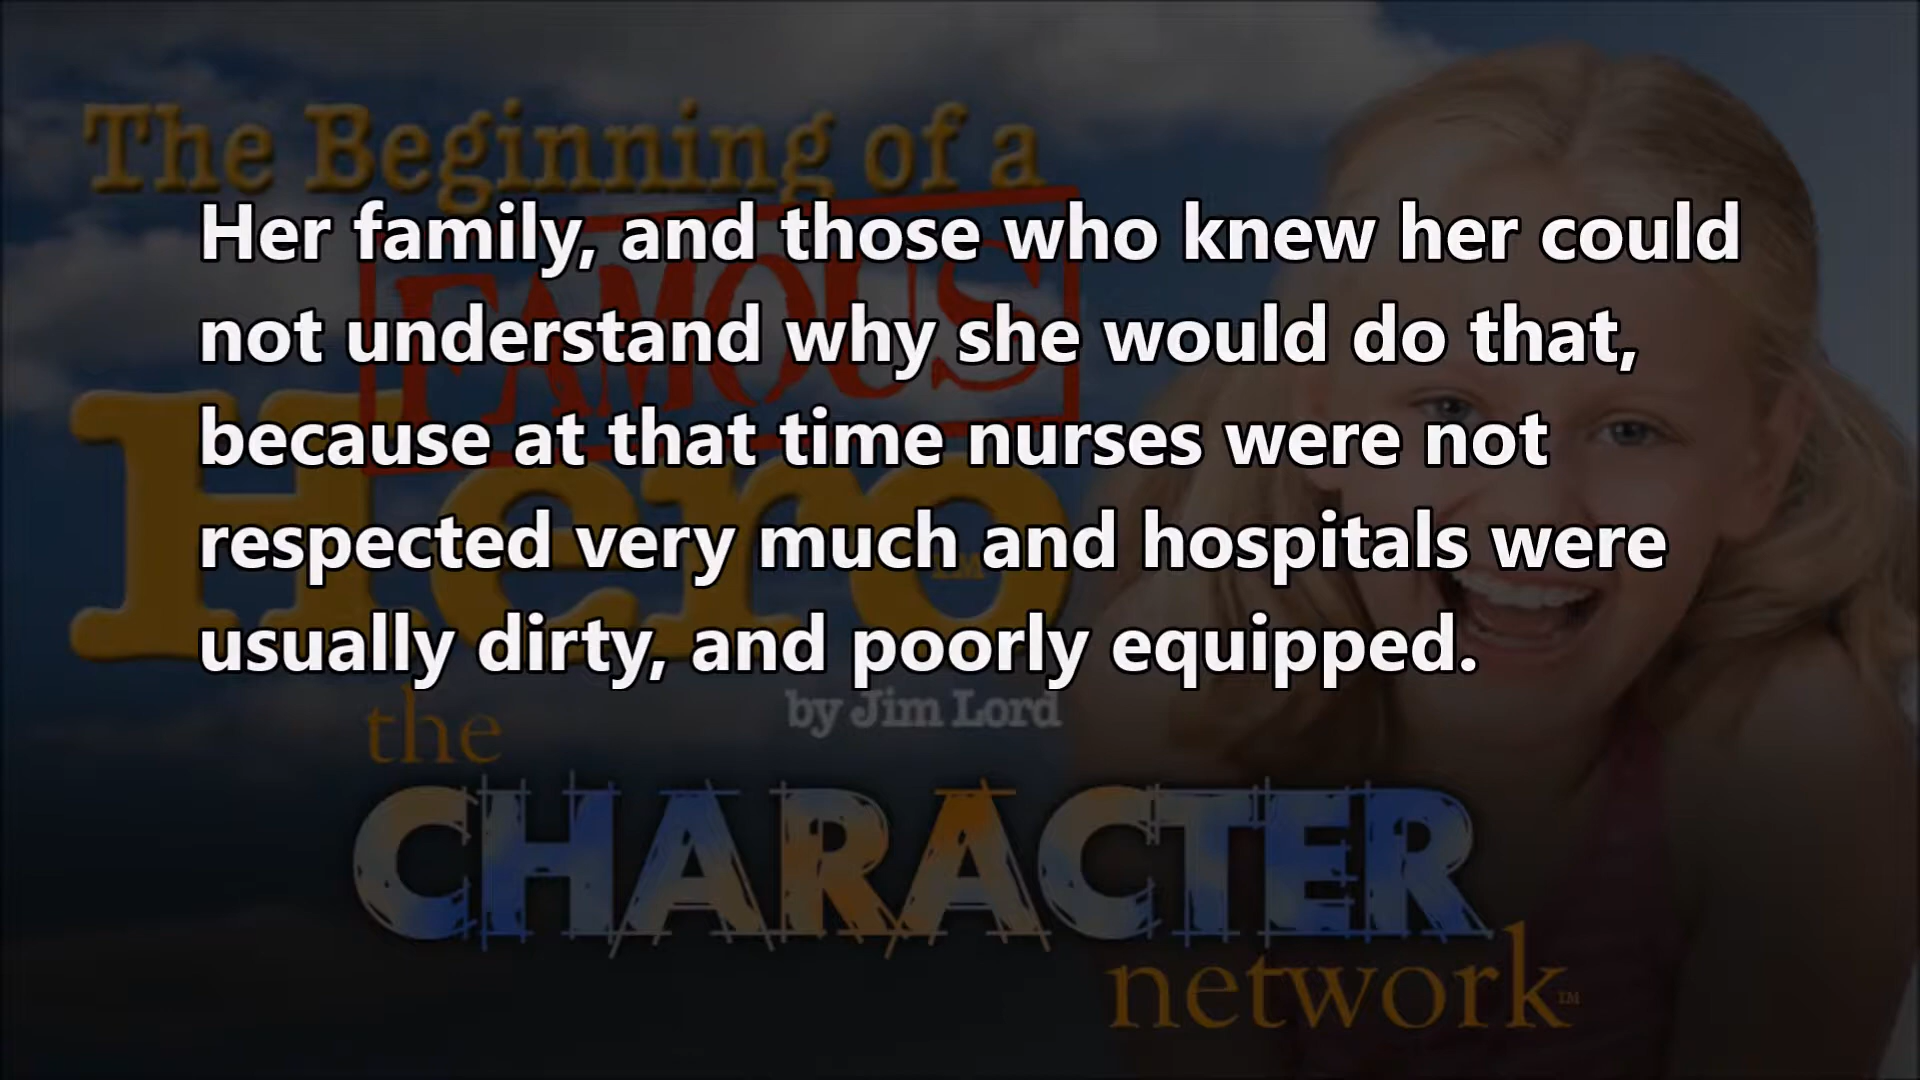 The Beginning of a
FAMOUS
Hero
Her family, and those who knew her could
not understand why she would do that,
because at that time nurses were not
respected very much and hospitals were
usually dirty, and poorly equipped.
by Jim Lord
the
CHARACTER
network™